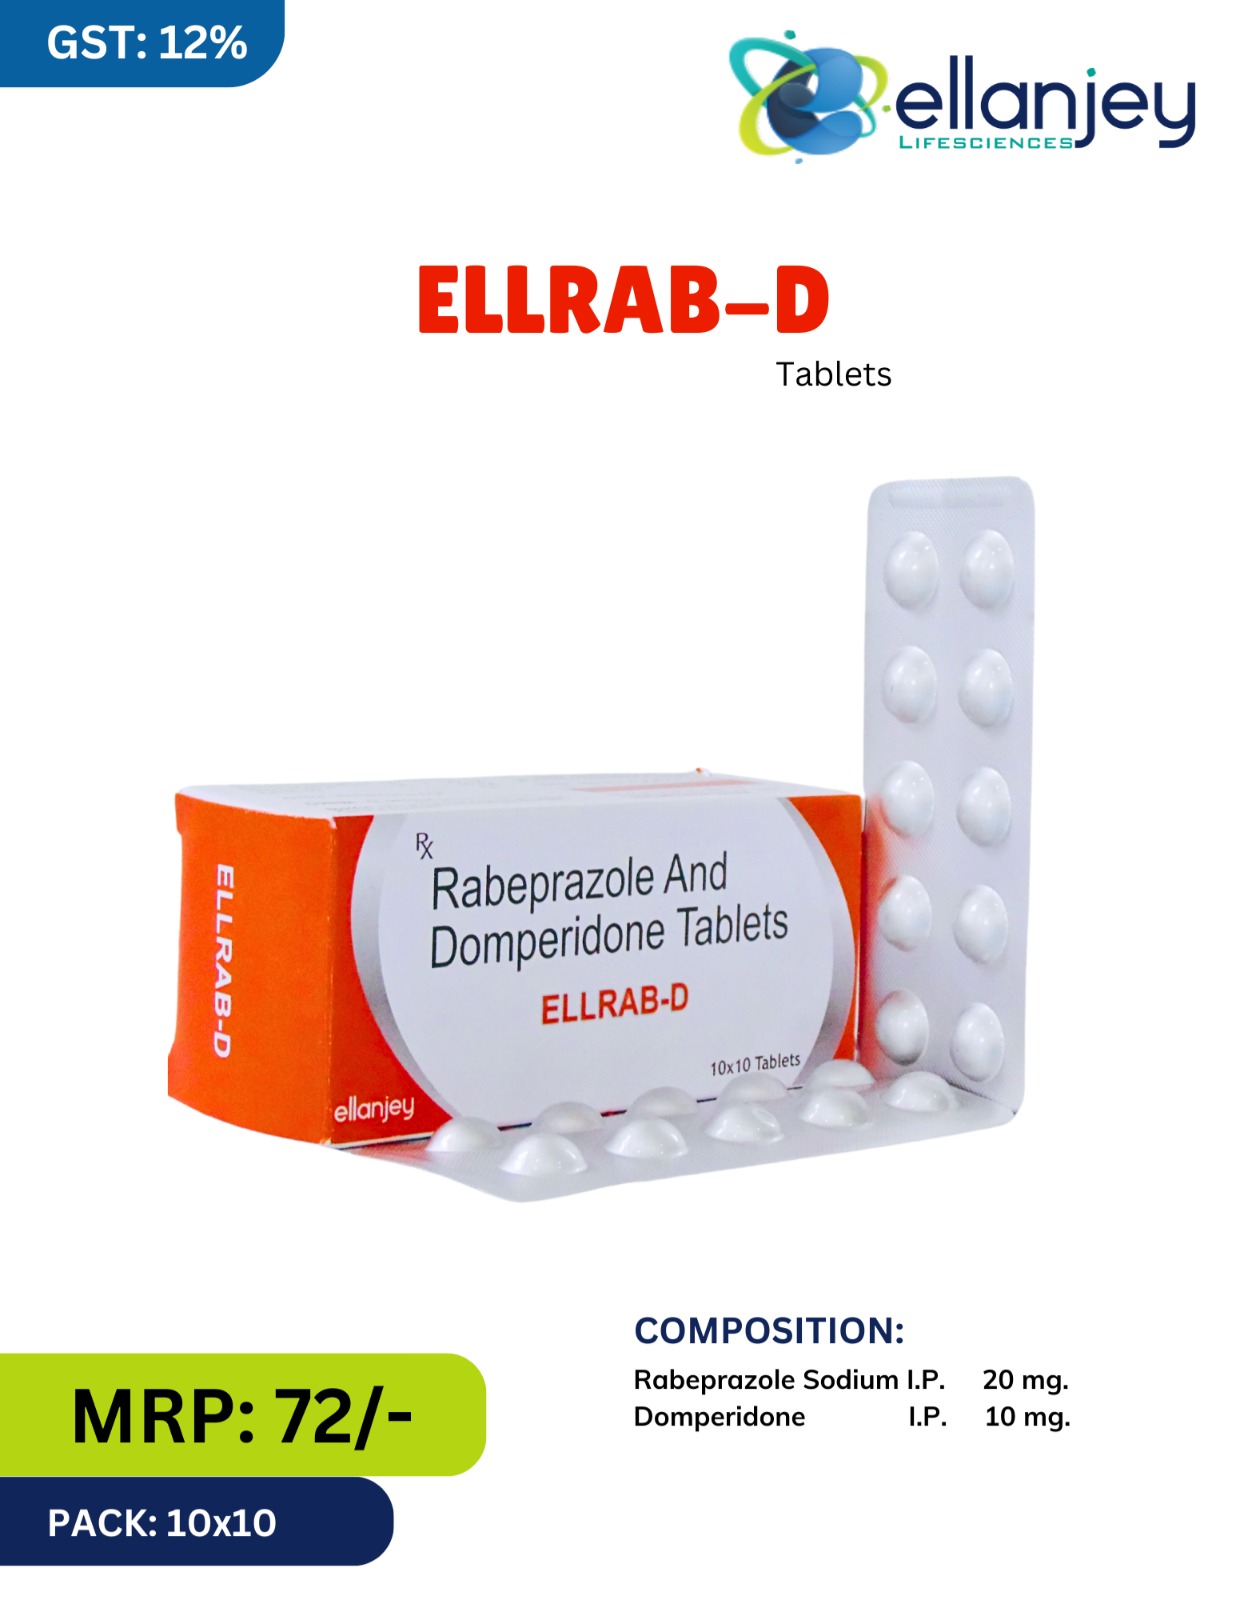 GST: 12%
ellanjey
LIFESCIENCES
ELLRAB-D
Tablets
ELLRAB-D
Rx
Rabeprazole And
Domperidone Tablets
ELLRAB-D
10x10 Tablets
ellanjey
COMPOSITION:
Rabeprazole Sodium I.P. 20 mg.
Domperidone I.P. 10 mg.
MRP: 72/-
PACK: 10x10